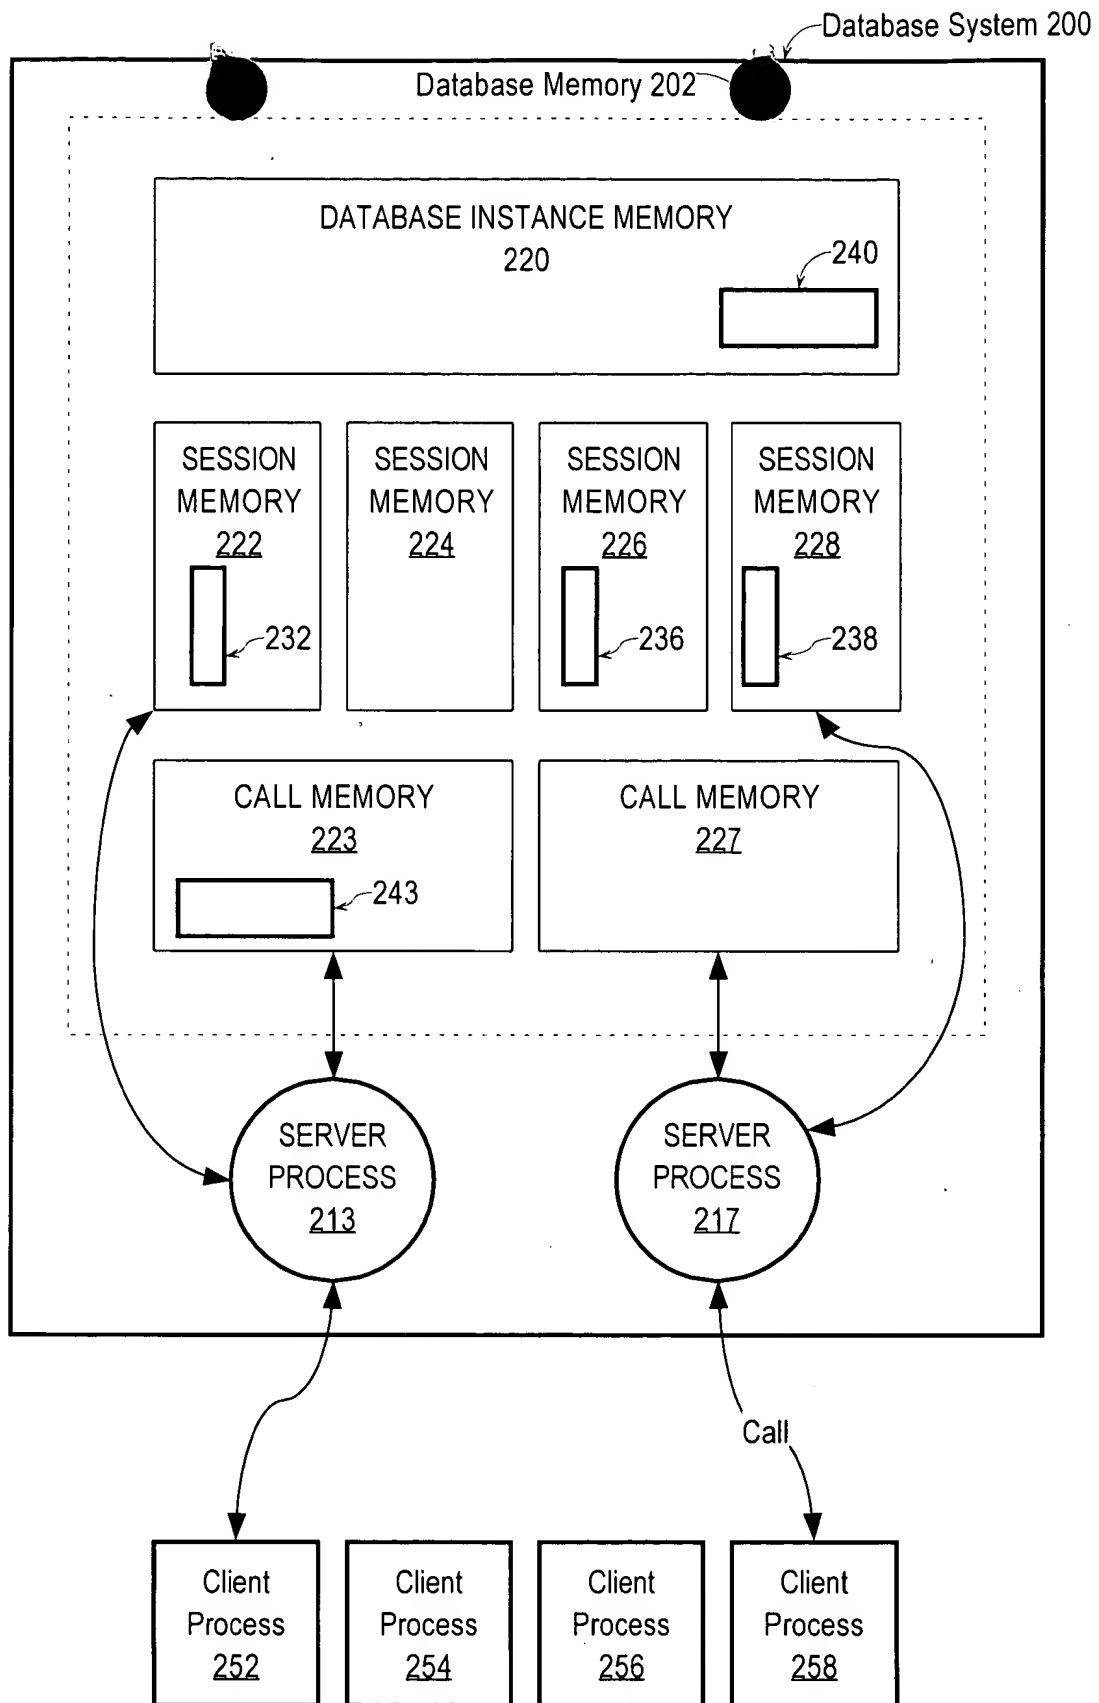 Database System 200
Database Memory 202
DATABASE INSTANCE MEMORY
220
240
SESSION
MEMORY
222
232
SESSION
MEMORY
224
SESSION
MEMORY
226
236
SESSION
MEMORY
228
238
CALL MEMORY
223
243
CALL MEMORY
227
SERVER
PROCESS
213
SERVER
PROCESS
217
Call
Client
Process
252
Client
Process
254
Client
Process
256
Client
Process
258